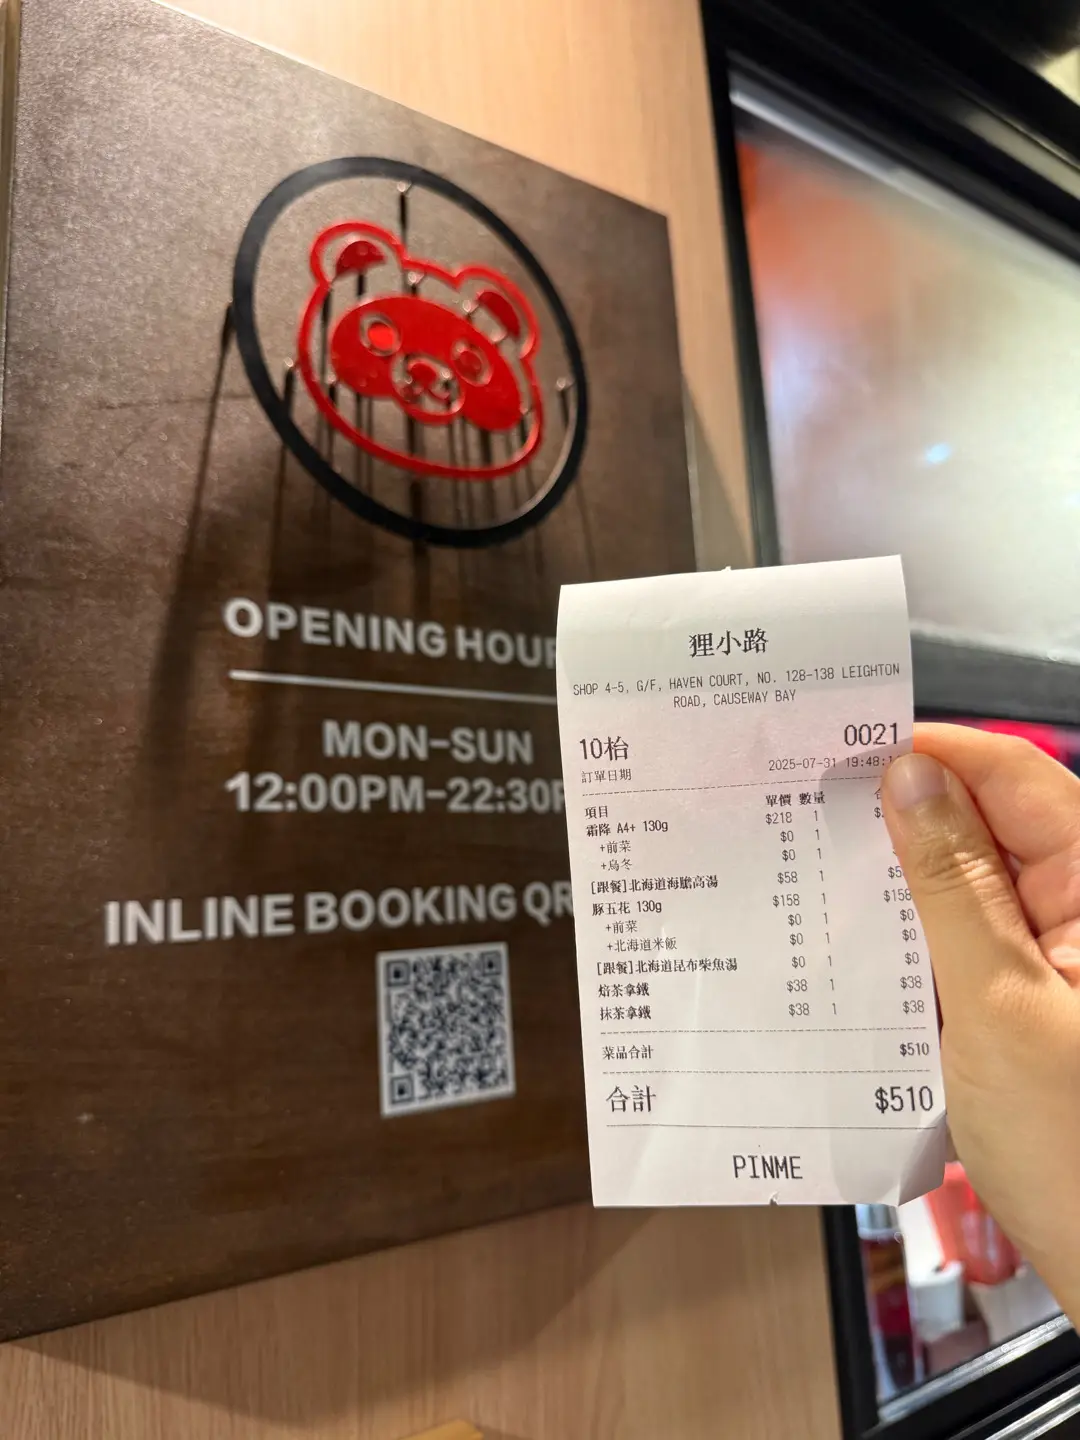 OPENING HOUR
MON-SUN
12:00PM-22:30P
INLINE BOOKING QR
狸小路
SHOP 4-5, G/F, HAVEN COURT, NO. 128-138 LEIGHTON
ROAD, CAUSEWAY BAY
10枱 0021
訂單日期 2025-07-31 19:48:1
項目 單價 數量
霜降 A4+ 130g $218 1
+前菜 $0 1
+烏冬 $0 1
[跟餐]北海道海膽高湯 $58 1 $5
豚五花 130g $158 1 $158
+前菜 $0 1 $0
+北海道米飯 $0 1 $0
[跟餐]北海道昆布柴魚湯 $0 1 $0
焙茶拿鐵 $38 1 $38
抹茶拿鐵 $38 1 $38
菜品合計 $510
合計 $510
PINME